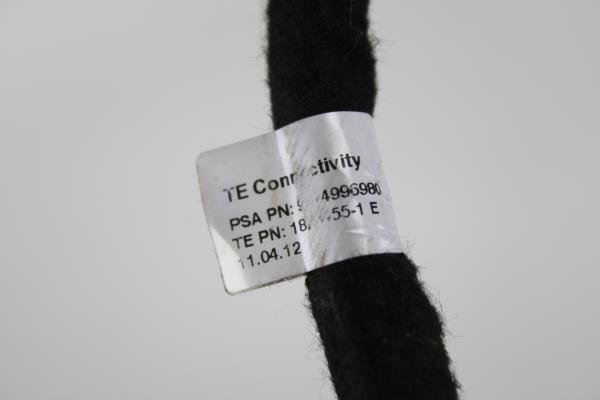 TE Connectivity
PSA PN:
TE PN: E
11.04.12